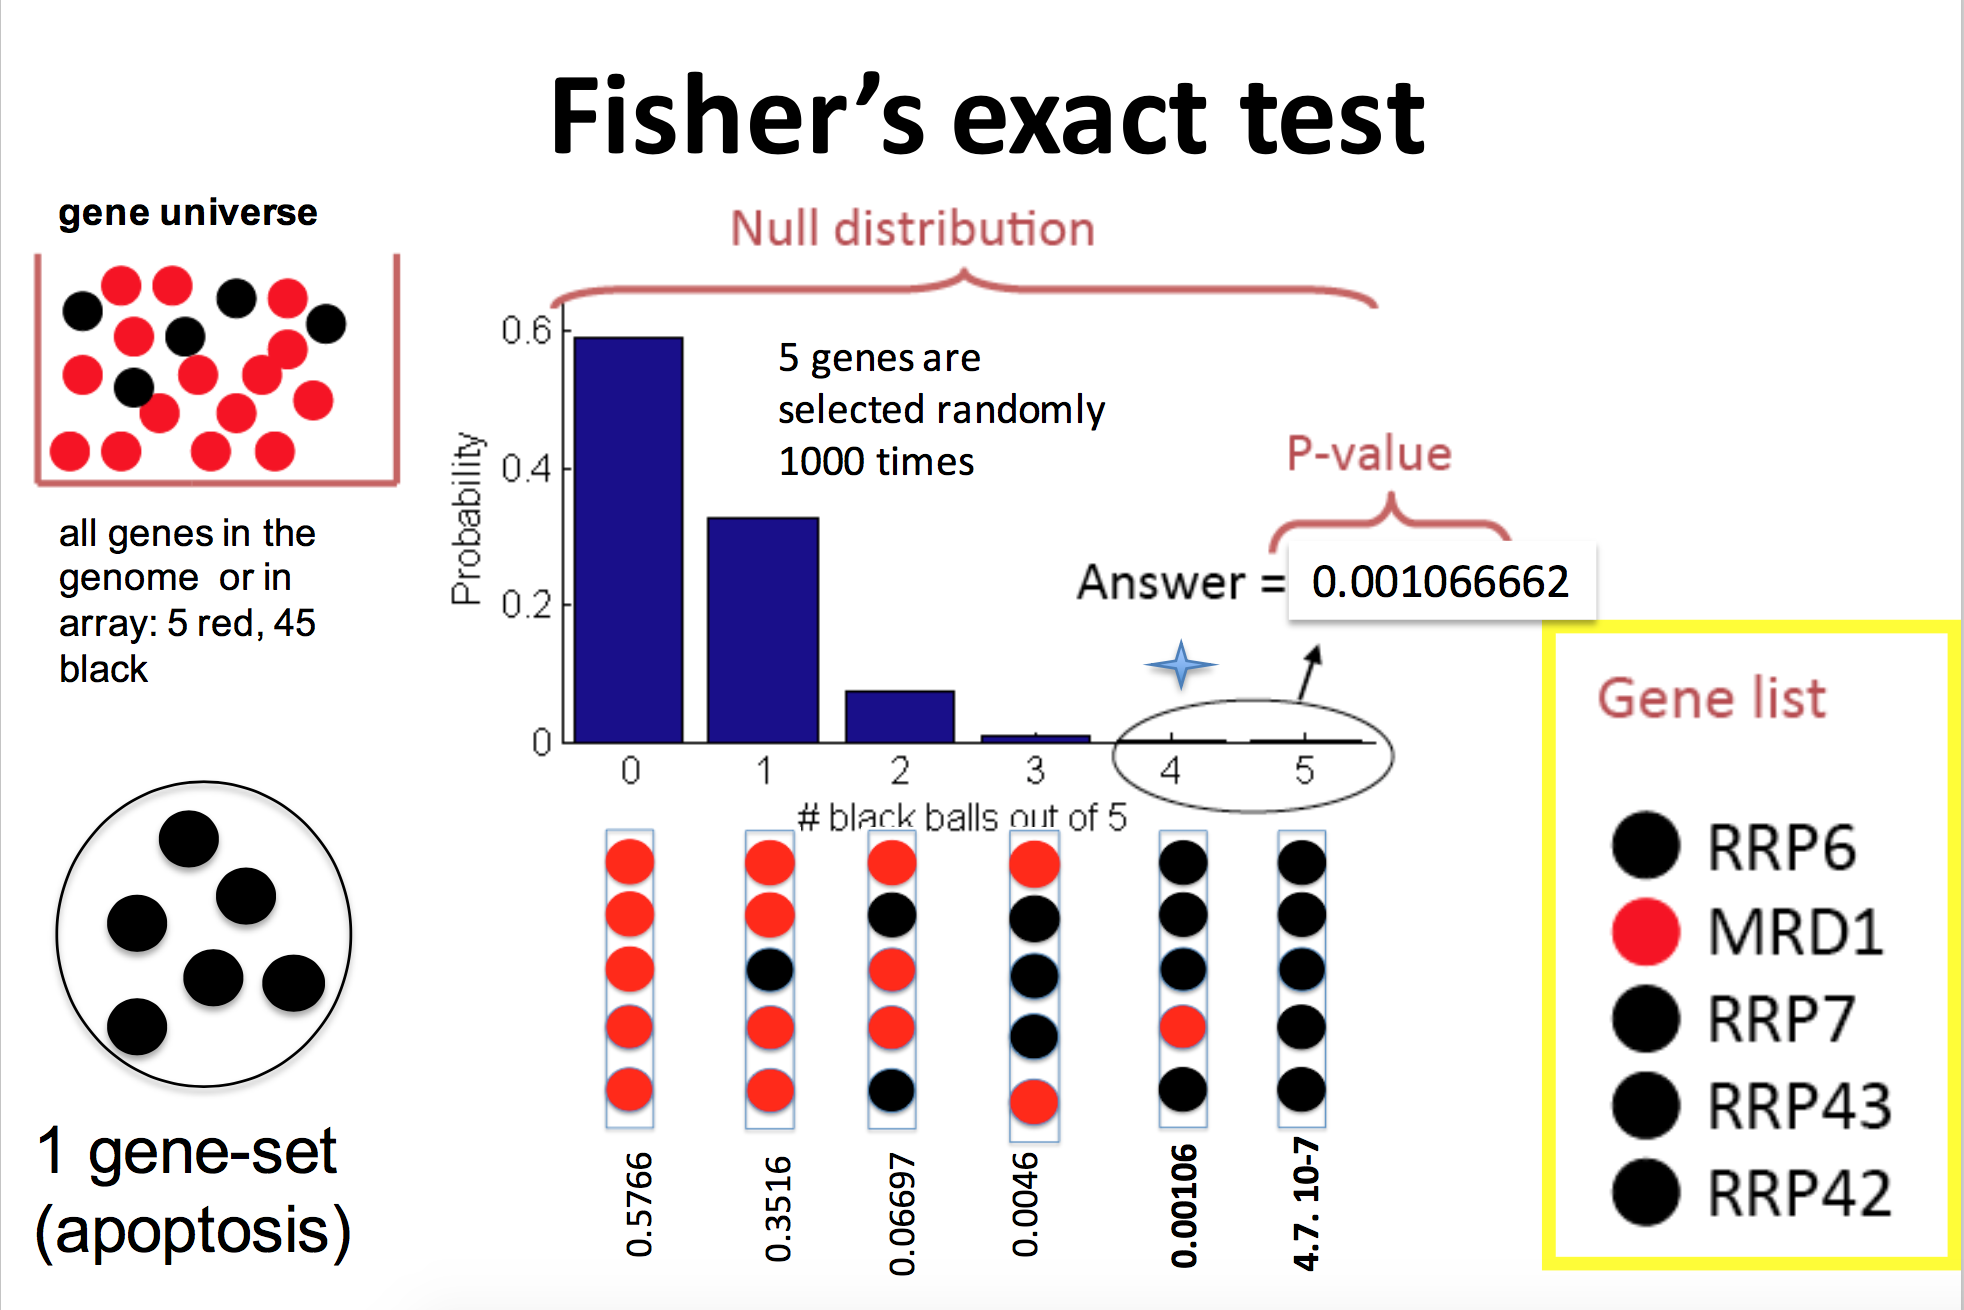 Fisher’s exact test
gene universe
all genes in the
genome or in
array: 5 red, 45
black
1 gene-set
(apoptosis)
Null distribution
0.6
0.4
0.2
0
Probability
5 genes are
selected randomly
1000 times
P-value
Answer = 0.001066662
0 1 2 3 4 5
# black balls out of 5
0.5766
0.3516
0.06697
0.0046
0.00106
4.7. 10-7
Gene list
RRP6
MRD1
RRP7
RRP43
RRP42